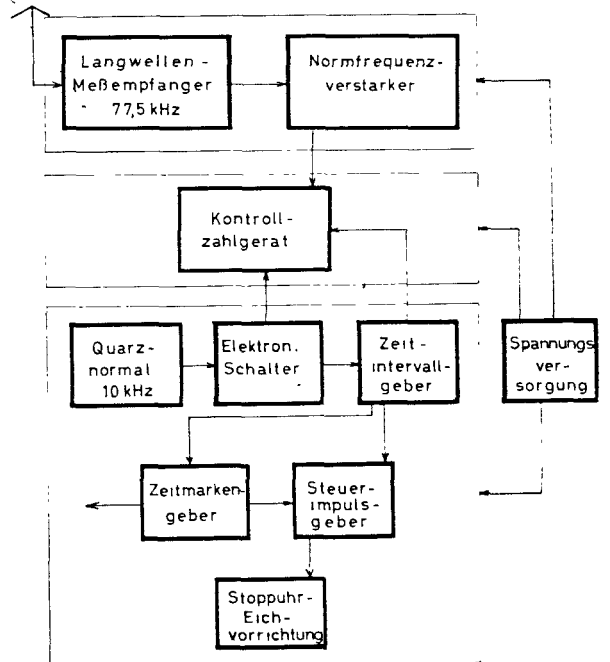 Langwellen-
Meßempfanger
77,5 kHz
Normfrequenz-
verstarker
Kontroll-
zahlgerat
Quarz-
normal
10 kHz
Elektron.
Schalter
Zeit-
intervall-
geber
Spannungs
ver-
sorgung
Zeitmarken-
geber
Steuer-
impuls-
geber
Stoppuhr-
Eich-
vorrichtung